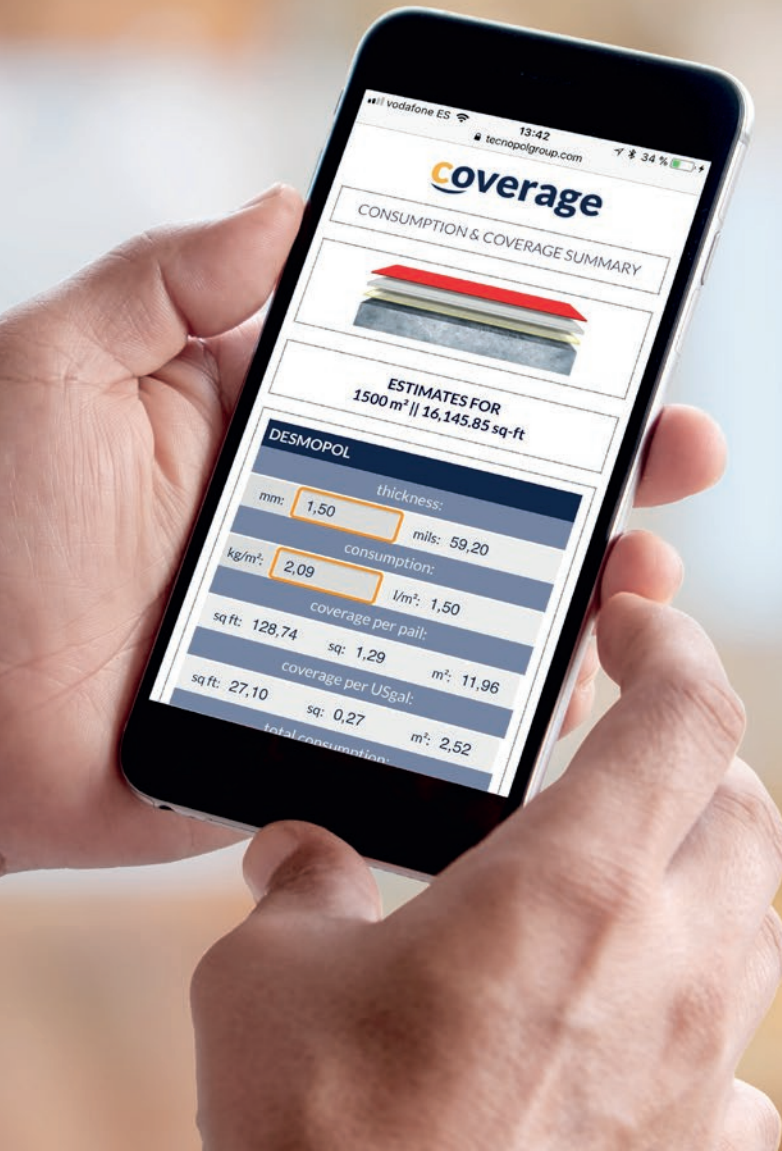 vodafone ES 13:42 34 %
tecnopolgroup.com
coverage
CONSUMPTION & COVERAGE SUMMARY
ESTIMATES FOR
1500 m² || 16,145.85 sq-ft
DESMOPOL
thickness:
mm: 1,50 mils: 59,20
consumption:
kg/m²: 2,09 l/m²: 1,50
coverage per pail:
sq ft: 128,74 sq: 1,29 m²: 11,96
coverage per USgal:
sq ft: 27,10 sq: 0,27 m²: 2,52
total consumption: